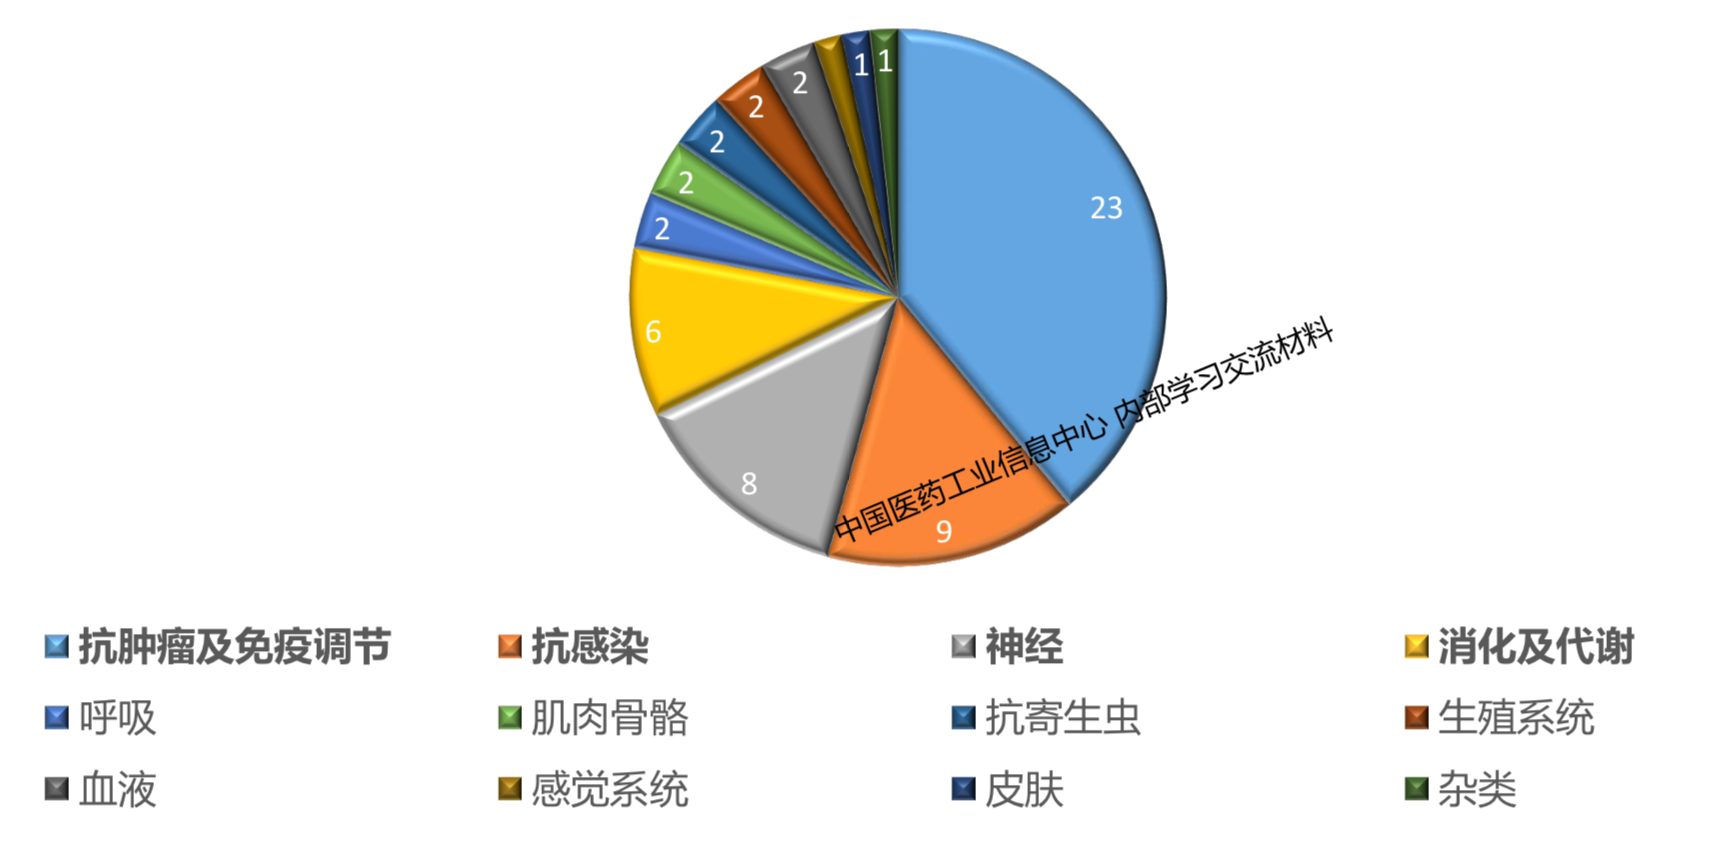 1 1
2
2
2
2
2
23
6
8
9
中国医药工业信息中心 内部学习交流材料
抗肿瘤及免疫调节 抗感染 神经 消化及代谢
呼吸 肌肉骨骼 抗寄生虫 生殖系统
血液 感觉系统 皮肤 杂类